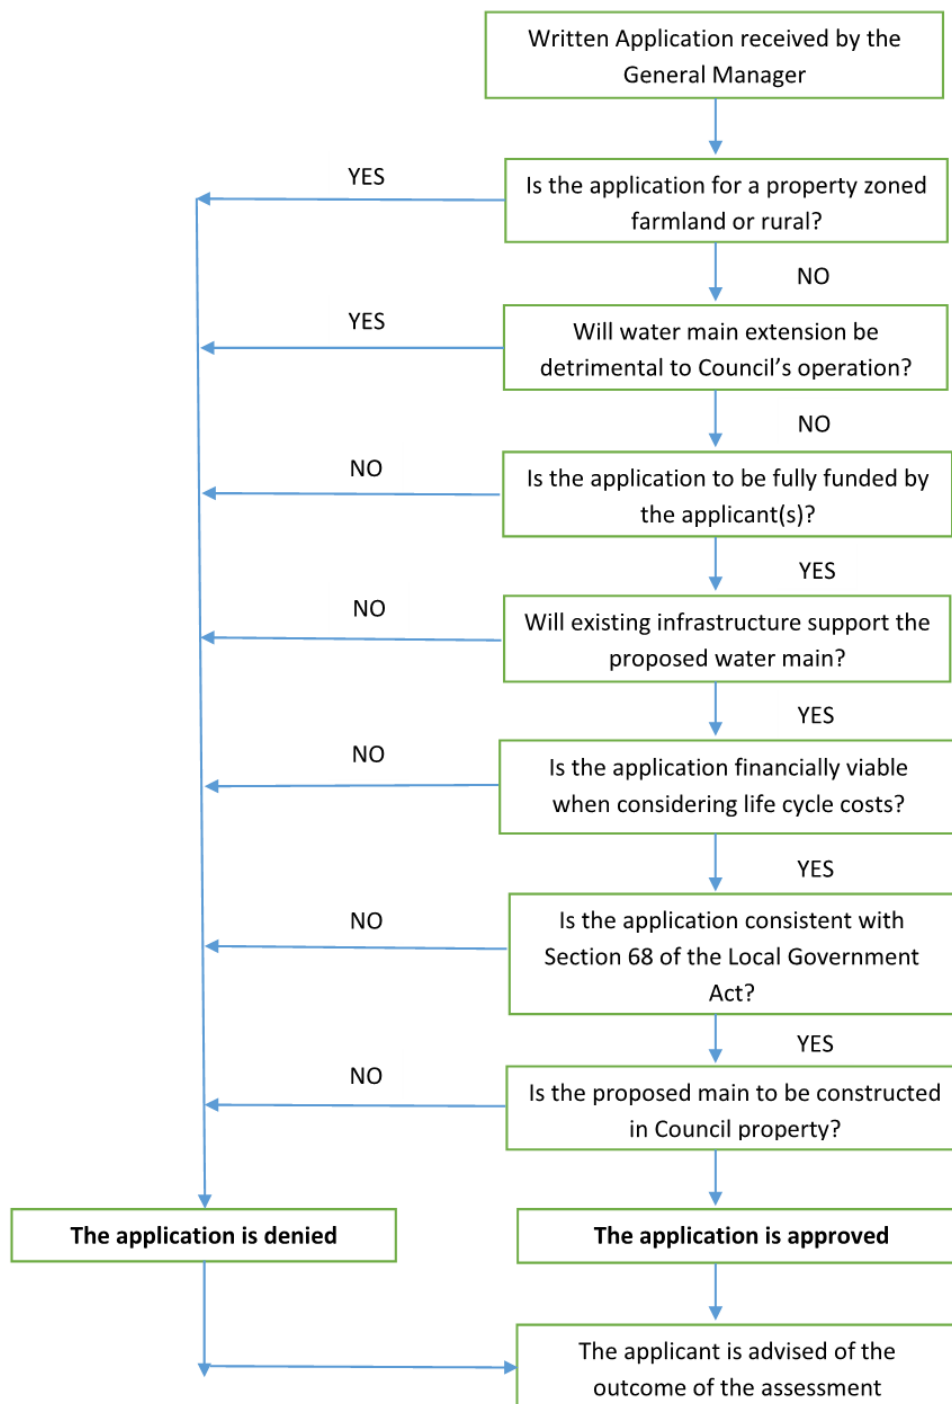 Written Application received by the
General Manager
YES
Is the application for a property zoned
farmland or rural?
NO
YES
Will water main extension be
detrimental to Council’s operation?
NO
NO
Is the application to be fully funded by
the applicant(s)?
YES
NO
Will existing infrastructure support the
proposed water main?
YES
NO
Is the application financially viable
when considering life cycle costs?
YES
NO
Is the application consistent with
Section 68 of the Local Government
Act?
YES
NO
Is the proposed main to be constructed
in Council property?
The application is denied
The application is approved
The applicant is advised of the
outcome of the assessment